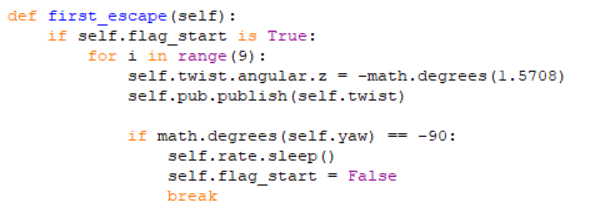 def first_escape(self):
    if self.flag_start is True:
        for i in range(9):
            self.twist.angular.z = -math.degrees(1.5708)
            self.pub.publish(self.twist)

            if math.degrees(self.yaw) == -90:
                self.rate.sleep()
                self.flag_start = False
                break